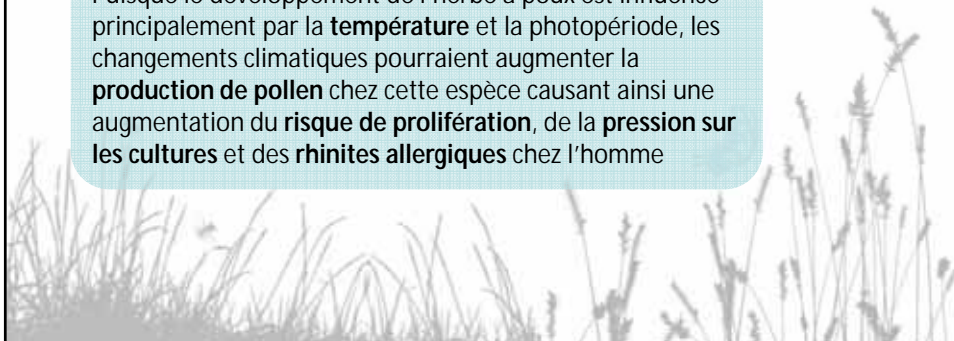 Puisque le développement de l'herbe à poux est influencé
principalement par la température et la photopériode, les
changements climatiques pourraient augmenter la
production de pollen chez cette espèce causant ainsi une
augmentation du risque de prolifération, de la pression sur
les cultures et des rhinites allergiques chez l'homme